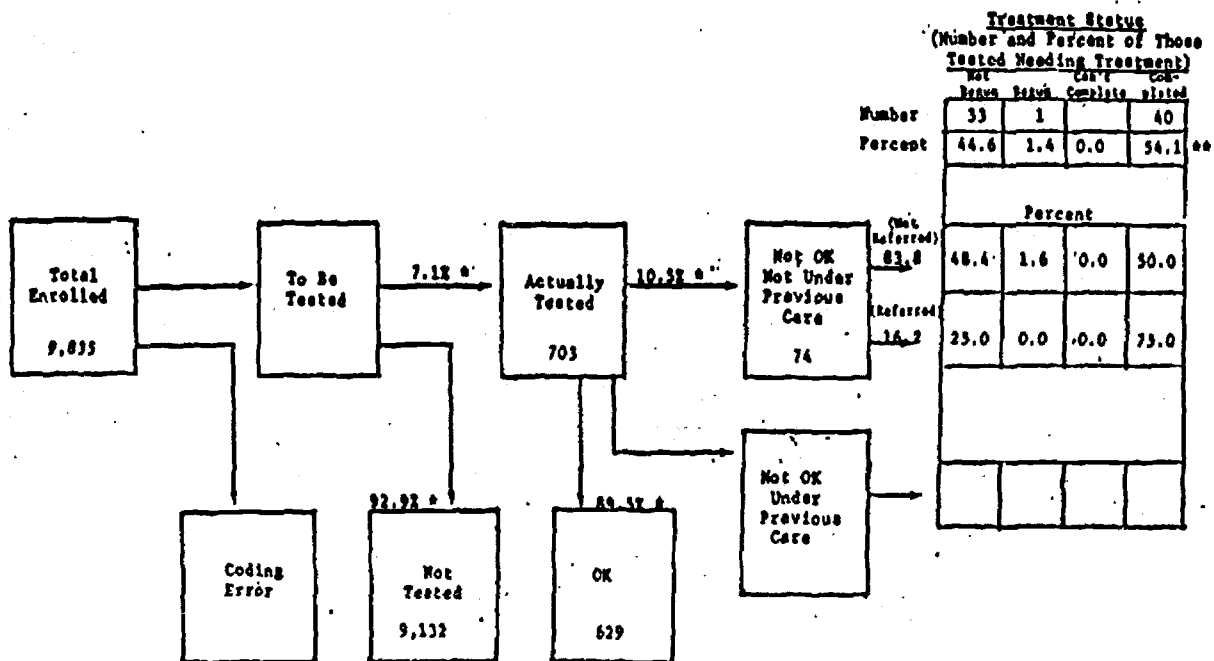 Treatment Status
(Number and Percent of Those
Tested Needing Treatment)
Not Begun Begun Can't Complete Com-pleted
Number 33 1 40
Percent 44.6 1.4 0.0 54.1 **
Percent
Total Enrolled 9,835
To Be Tested
7.1% *
Actually Tested 703
10.5% *
Not OK
Not Under
Previous
Care
74
(Not Referred)
83.8
48.4 1.6 0.0 50.0
(Referred)
16.2
25.0 0.0 0.0 75.0
Not OK
Under
Previous
Care
92.9% *
89.5% *
Coding
Error
Not
Tested
9,132
OK
629